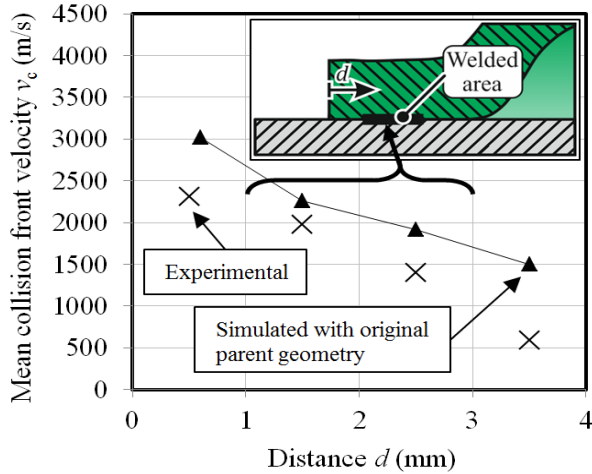 Mean collision front velocity vc (m/s)
4500
4000
3500
3000
2500
2000
1500
1000
500
0
d
Welded
area
Experimental
Simulated with original
parent geometry
0
1
2
3
4
Distance d (mm)